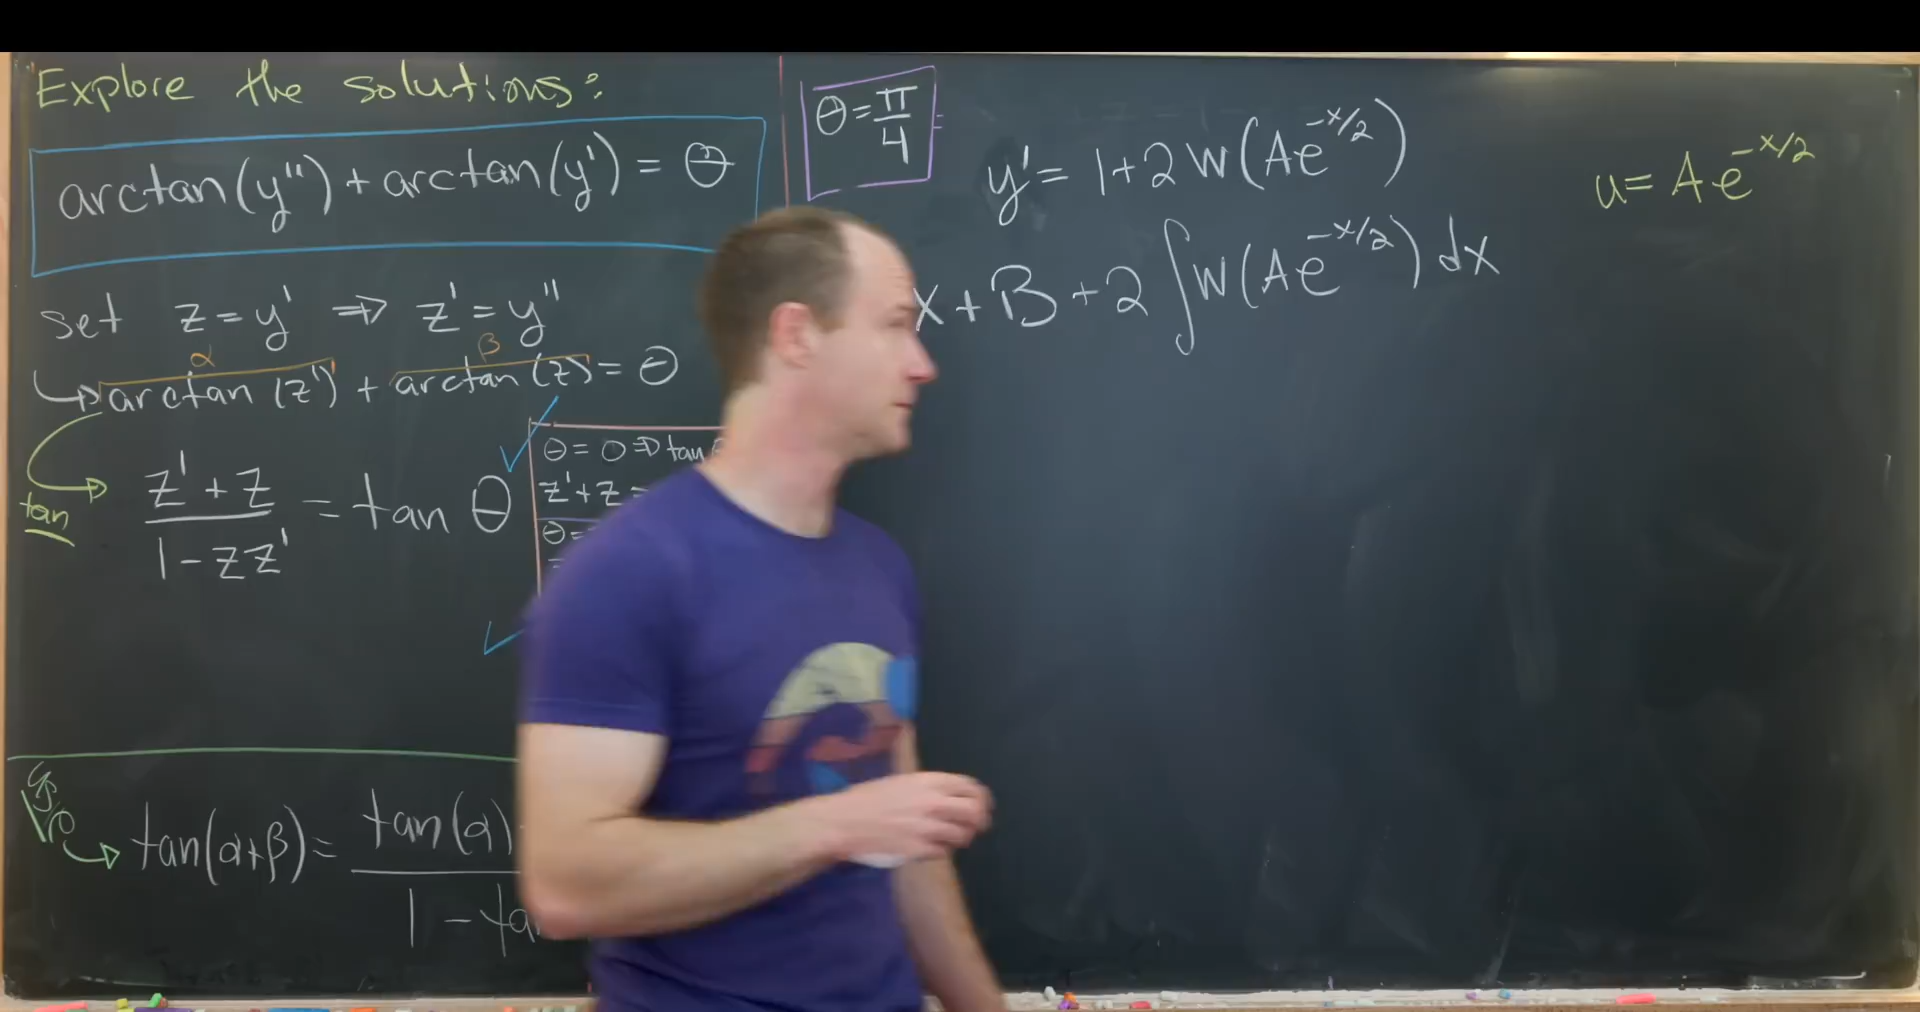 Explore the solutions:
arctan(y'') + arctan(y') = θ
set z = y' ⇒ z' = y''
α β
arctan(z') + arctan(z) = θ
tan
z' + z / 1 - zz' = tan θ
θ = 0 ⇒ tan
z' + z =
θ =
tan(α+β) = tan(α) / 1 -
θ = π/4
y' = 1 + 2W(Ae^{-x/2})
x + B + 2∫W(Ae^{-x/2}) dx
u = Ae^{-x/2}